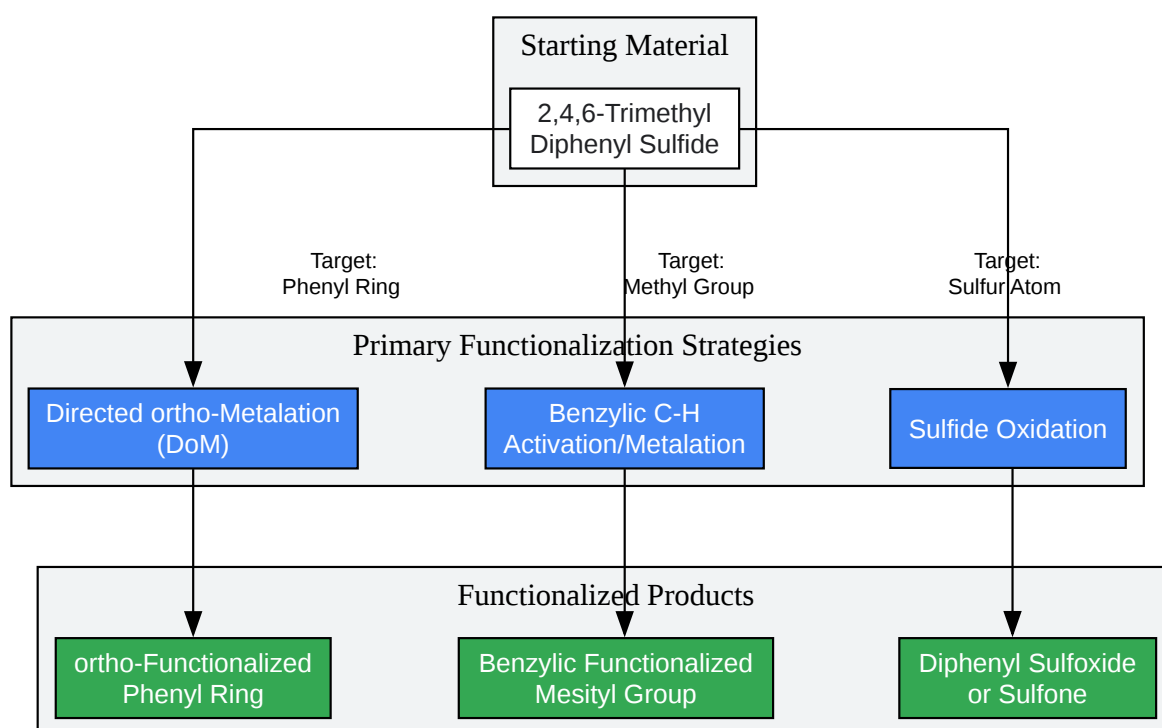 Starting Material
2,4,6-Trimethyl
Diphenyl Sulfide
Target:
Phenyl Ring
Target:
Methyl Group
Target:
Sulfur Atom
Primary Functionalization Strategies
Directed ortho-Metalation
(DoM)
Benzylic C-H
Activation/Metalation
Sulfide Oxidation
Functionalized Products
ortho-Functionalized
Phenyl Ring
Benzylic Functionalized
Mesityl Group
Diphenyl Sulfoxide
or Sulfone